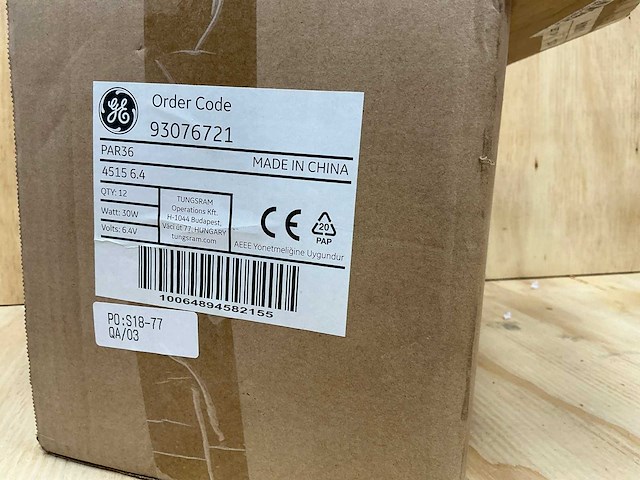 GE
Order Code
93076721
PAR36
MADE IN CHINA
4515 6.4
QTY: 12
Watt: 30W
Volts: 6.4V
TUNGSRAM
Operations Kft.
H-1044 Budapest,
Váci út 77, HUNGARY
tungsram.com
CE
20
PAP
AEEE Yönetmeliğine Uygundur
10064894582155
PO:S18-77
QA/03